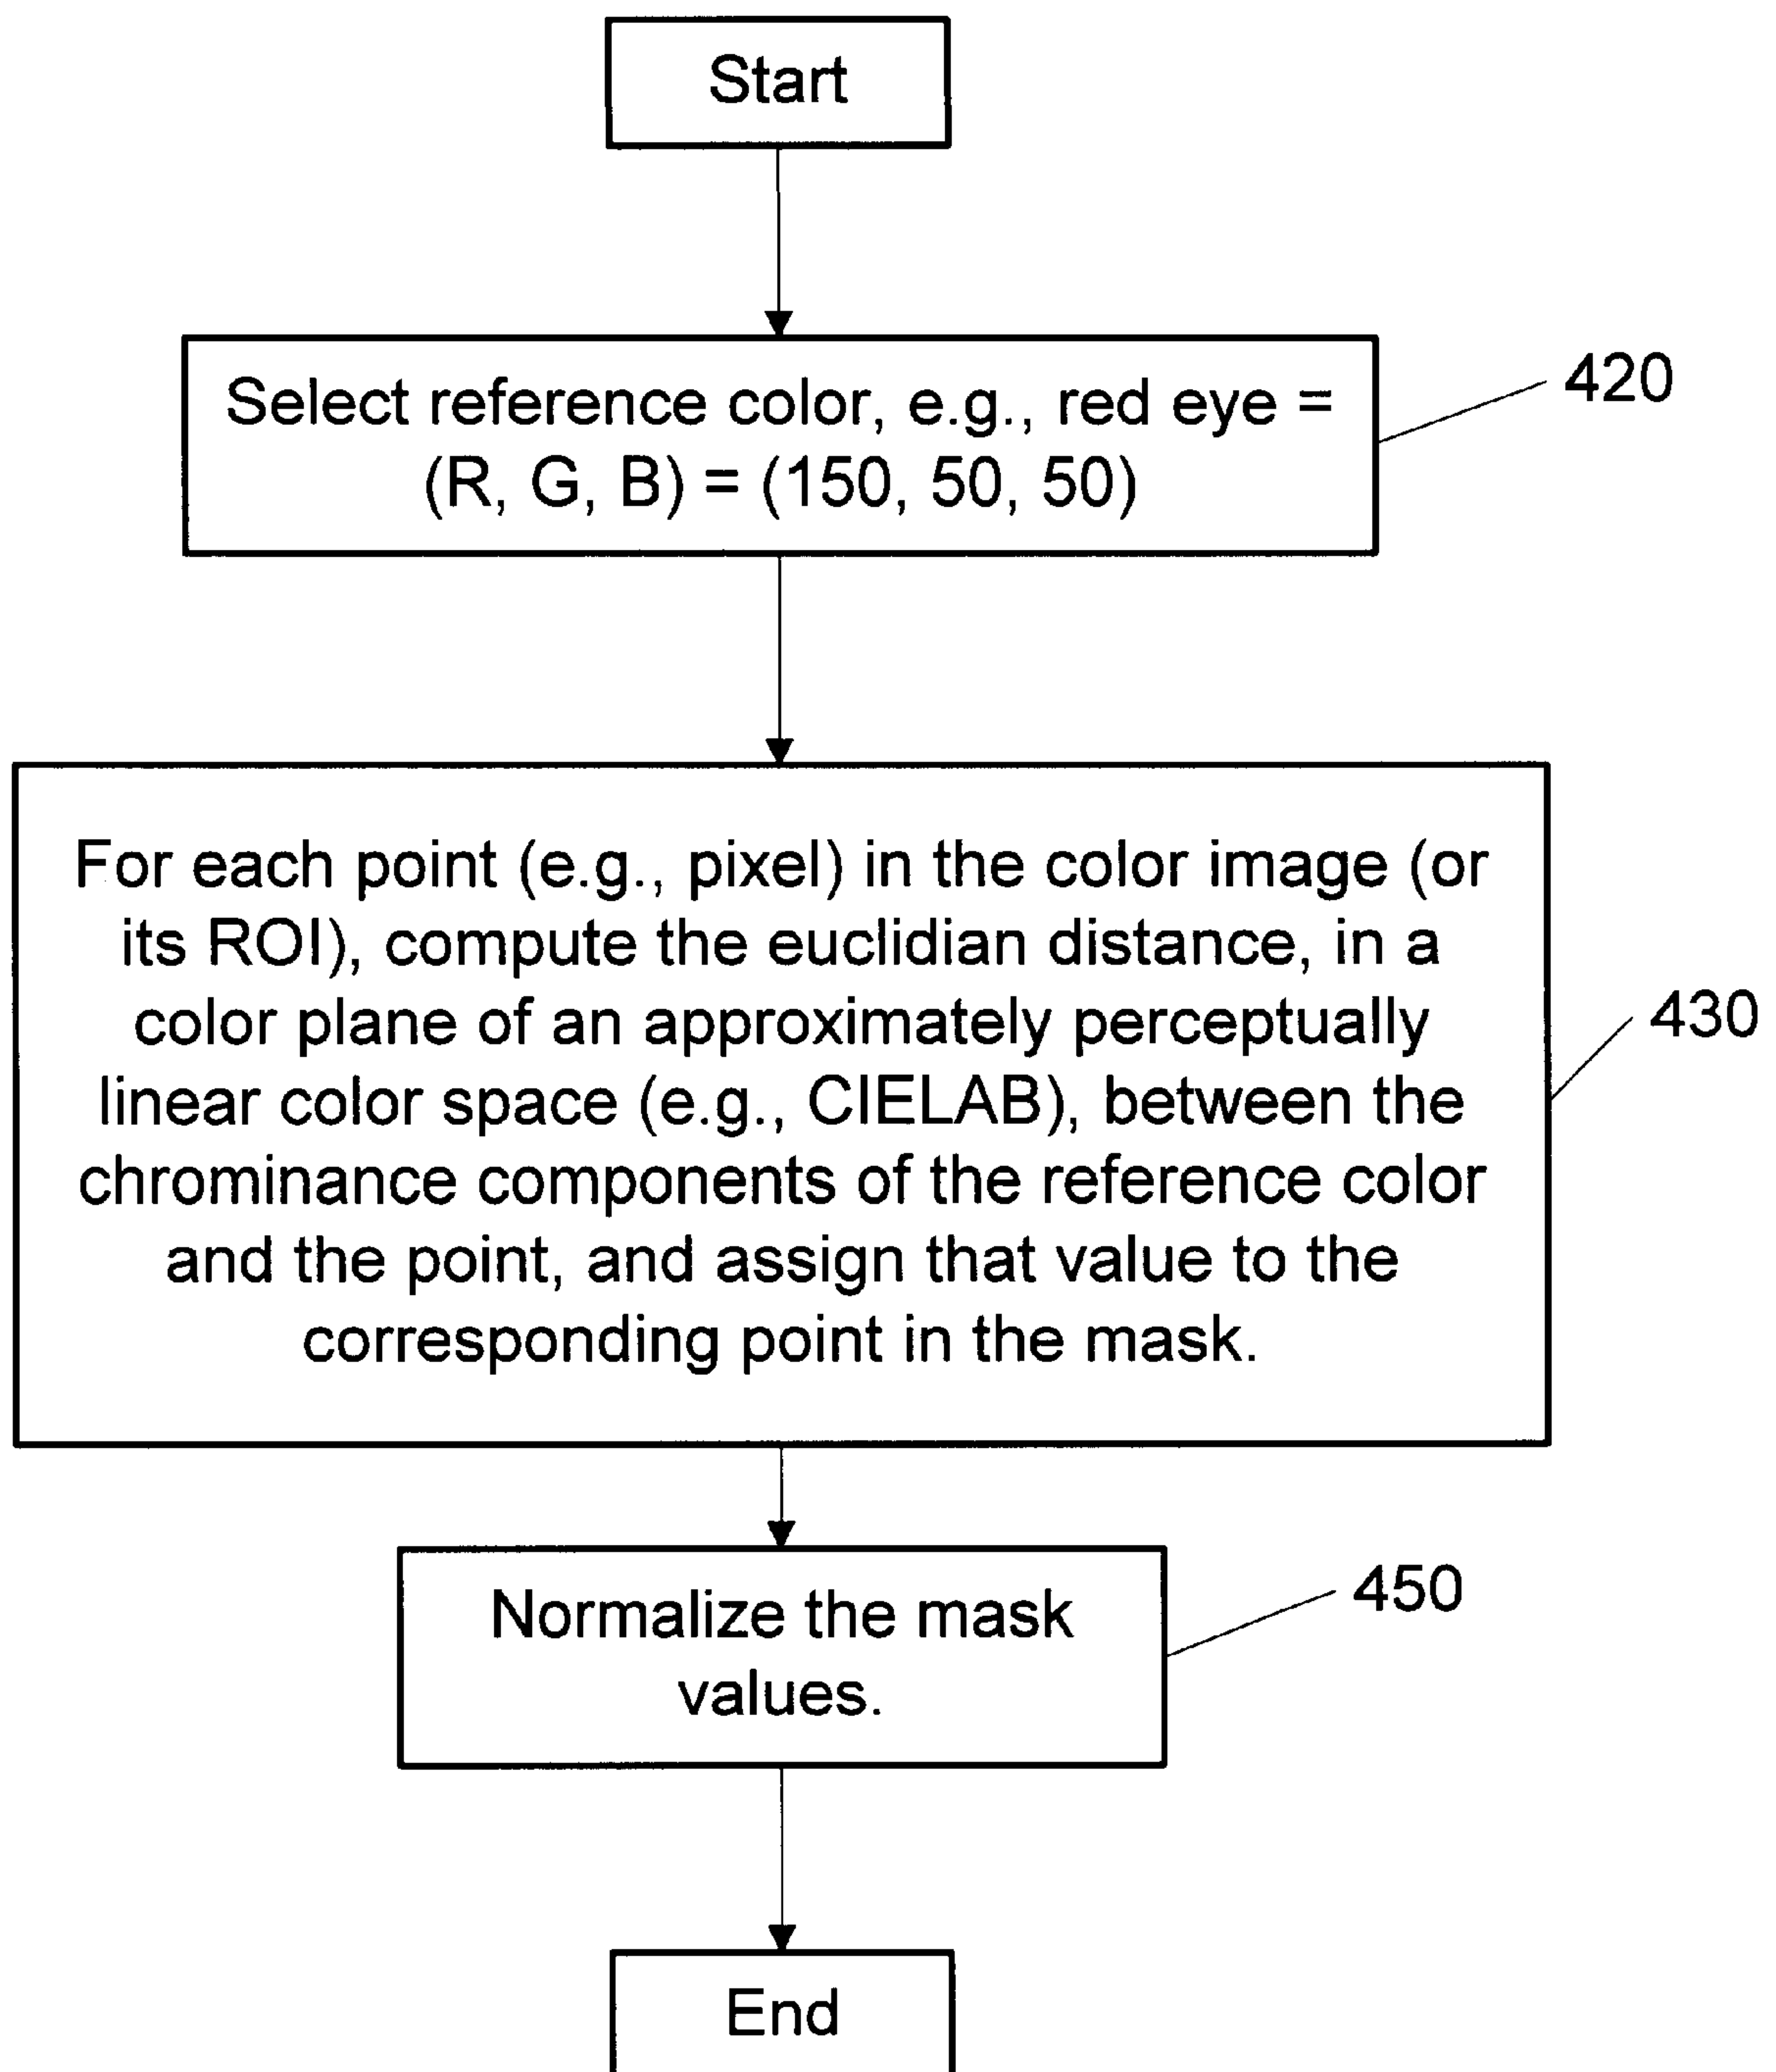 Start
Select reference color, e.g., red eye =
(R, G, B) = (150, 50, 50)
420
For each point (e.g., pixel) in the color image (or
its ROI), compute the euclidian distance, in a
color plane of an approximately perceptually
linear color space (e.g., CIELAB), between the
chrominance components of the reference color
and the point, and assign that value to the
corresponding point in the mask.
430
Normalize the mask
values.
450
End